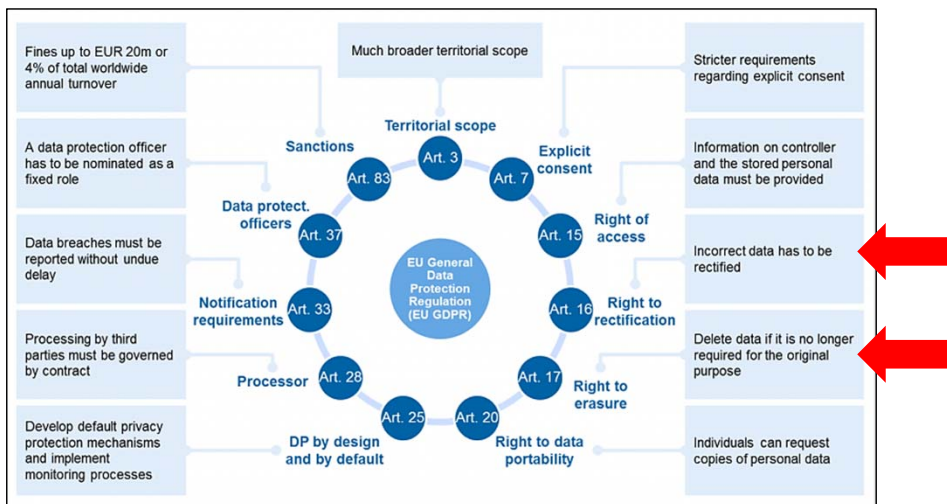 Fines up to EUR 20m or
4% of total worldwide
annual turnover
Much broader territorial scope
Stricter requirements
regarding explicit consent
Territorial scope
Sanctions
Art. 3
Explicit
consent
Art. 83
Art. 7
A data protection officer
has to be nominated as a
fixed role
Information on controller
and the stored personal
data must be provided
Data protect.
officers
Art. 37
Art. 15
Right of
access
Data breaches must be
reported without undue
delay
EU General
Data
Protection
Regulation
(EU GDPR)
Incorrect data has to be
rectified
Notification
requirements
Art. 33
Art. 16
Right to
rectification
Processing by third
parties must be governed
by contract
Delete data if it is no longer
required for the original
purpose
Processor
Art. 28
Art. 17
Right to
erasure
Art. 25
Art. 20
Develop default privacy
protection mechanisms
and implement
monitoring processes
DP by design
and by default
Right to data
portability
Individuals can request
copies of personal data